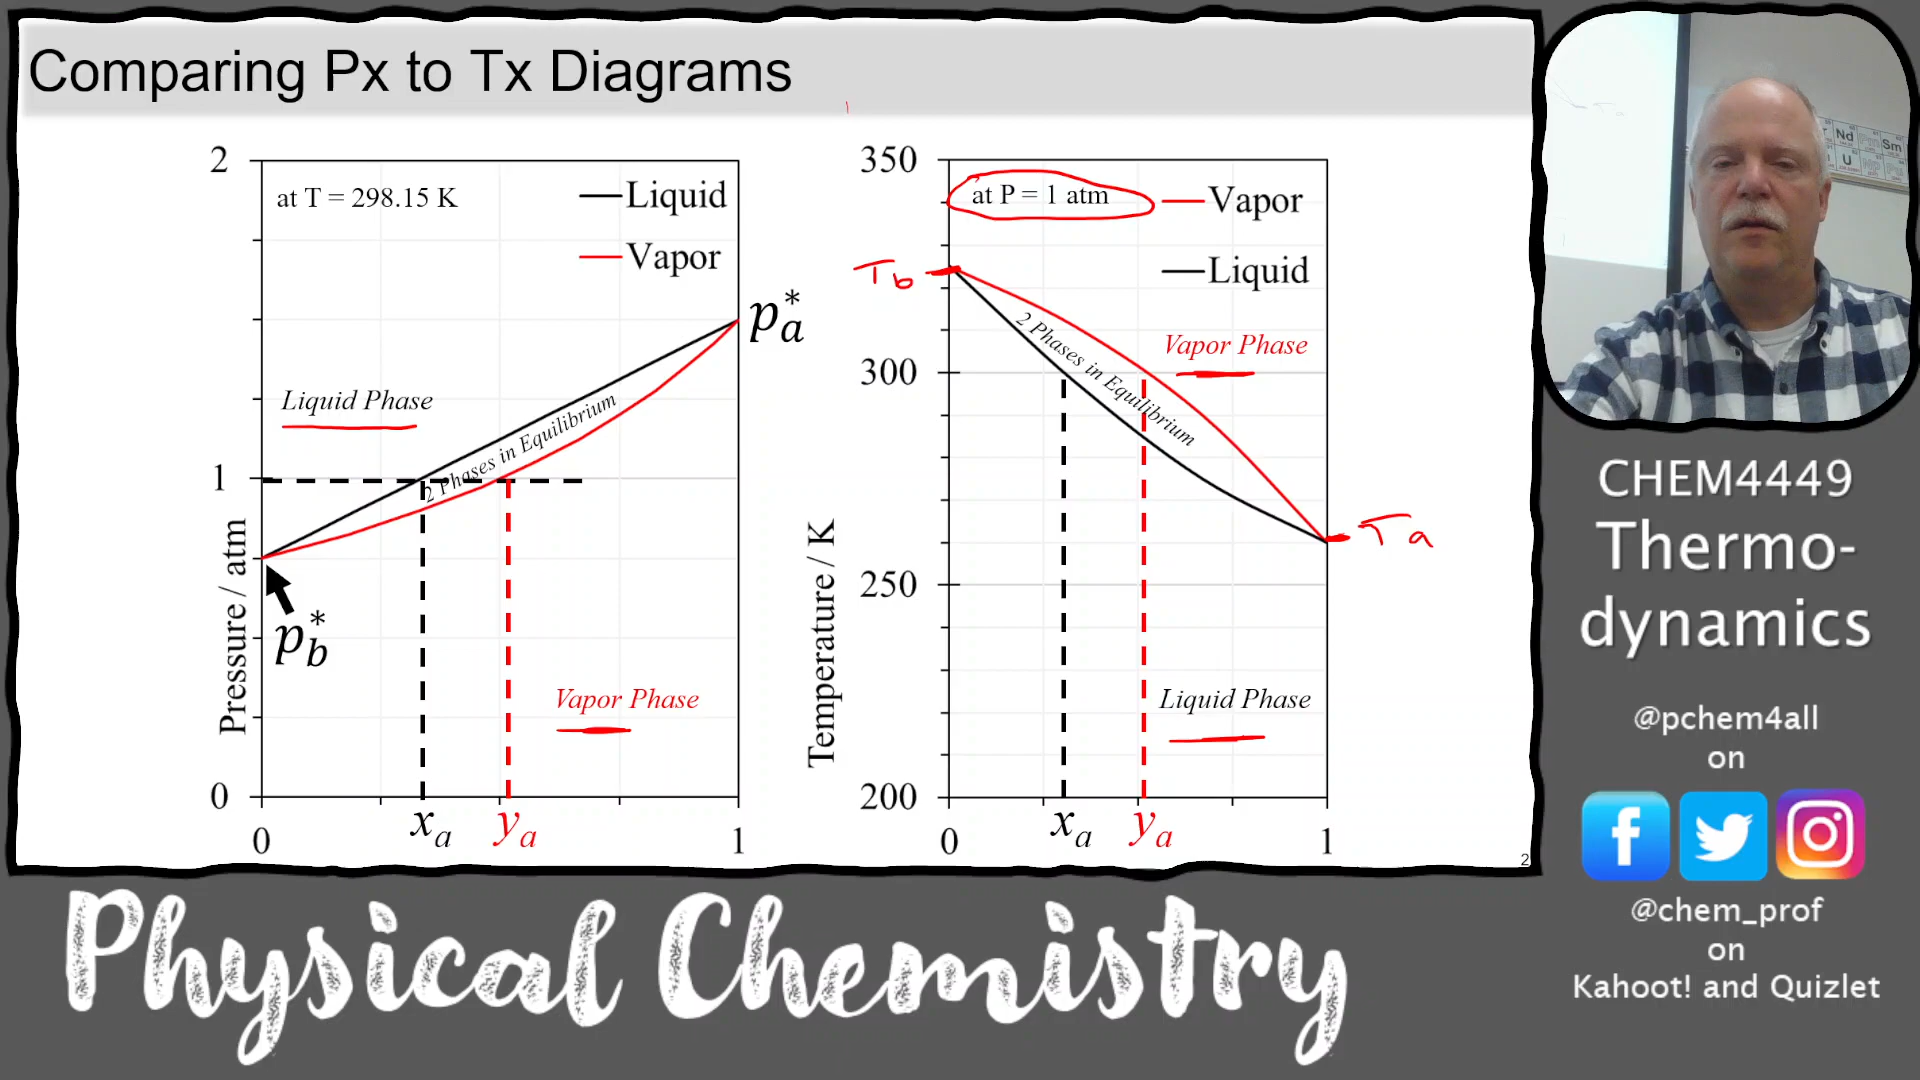 Comparing Px to Tx Diagrams
2
at T = 298.15 K
Liquid
Vapor
p*a
Liquid Phase
2 Phases in Equilibrium
1
Pressure / atm
p*b
Vapor Phase
0
0
xa
ya
1
350
at P = 1 atm
Vapor
Liquid
Tb
2 Phases in Equilibrium
Vapor Phase
300
Ta
250
Temperature / K
Liquid Phase
200
0
xa
ya
1
2
Nd
Sm
U
CHEM4449
Thermo-
dynamics
@pchem4all
on
f
@chem_prof
on
Kahoot! and Quizlet
Physical Chemistry